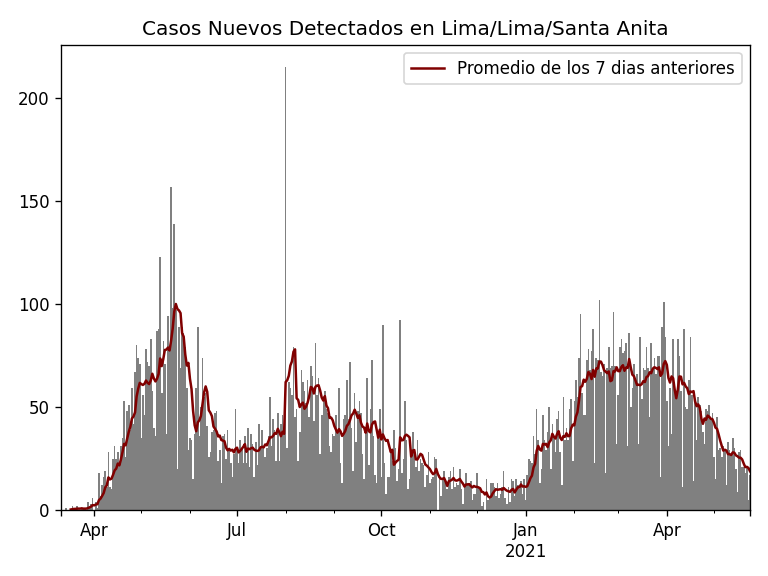 Casos Nuevos Detectados en Lima/Lima/Santa Anita
Promedio de los 7 dias anteriores
200
150
100
50
0
Apr Jul Oct Jan Apr
2021